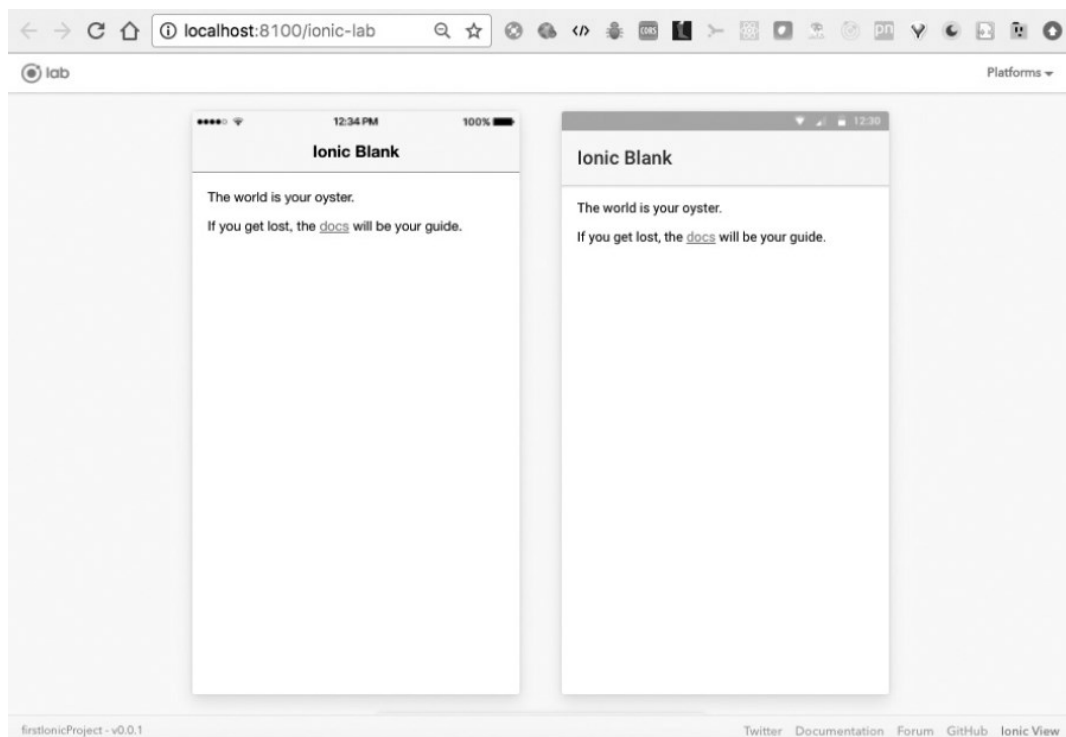 localhost:8100/ionic-lab
CORS
pn
lab
Platforms
12:34 PM
100%
Ionic Blank
The world is your oyster.
If you get lost, the docs will be your guide.
12:30
Ionic Blank
The world is your oyster.
If you get lost, the docs will be your guide.
firstIonicProject - v0.0.1
Twitter Documentation Forum GitHub Ionic View